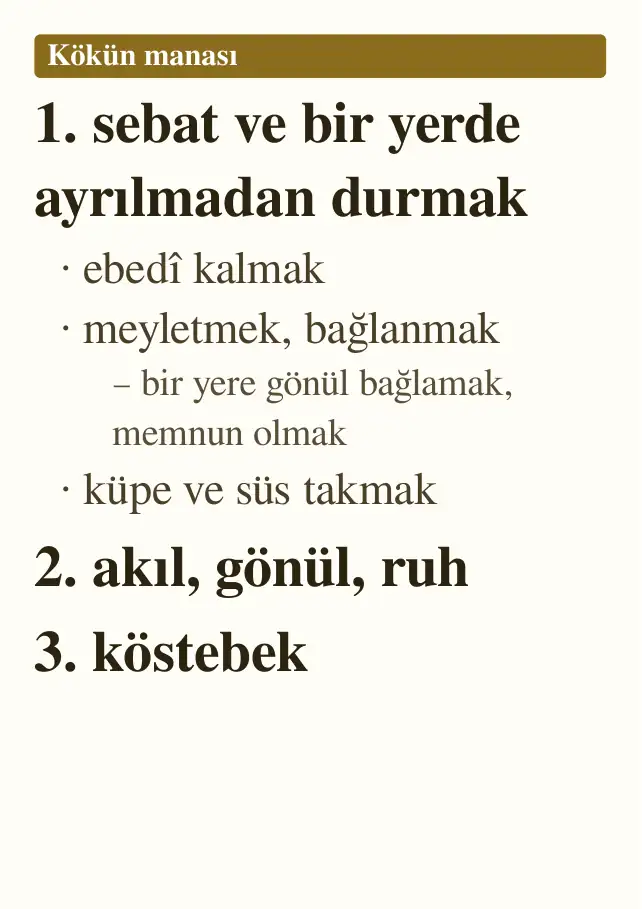 Kökün manası
1. sebat ve bir yerde
ayrılmadan durmak
· ebedî kalmak
· meyletmek, bağlanmak
– bir yere gönül bağlamak,
memnun olmak
· küpe ve süs takmak
2. akıl, gönül, ruh
3. köstebek